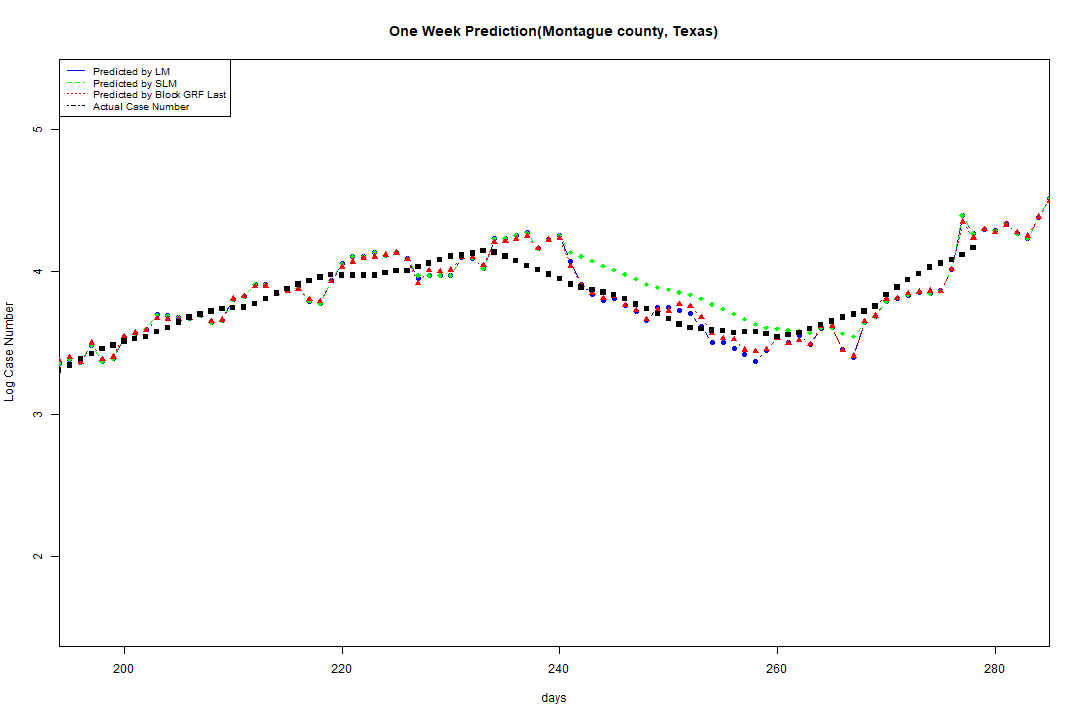 One Week Prediction(Montague county, Texas)
Predicted by LM
Predicted by SLM
Predicted by Block GRF Last
Actual Case Number
5
4
3
2
Log Case Number
200 220 240 260 280
days